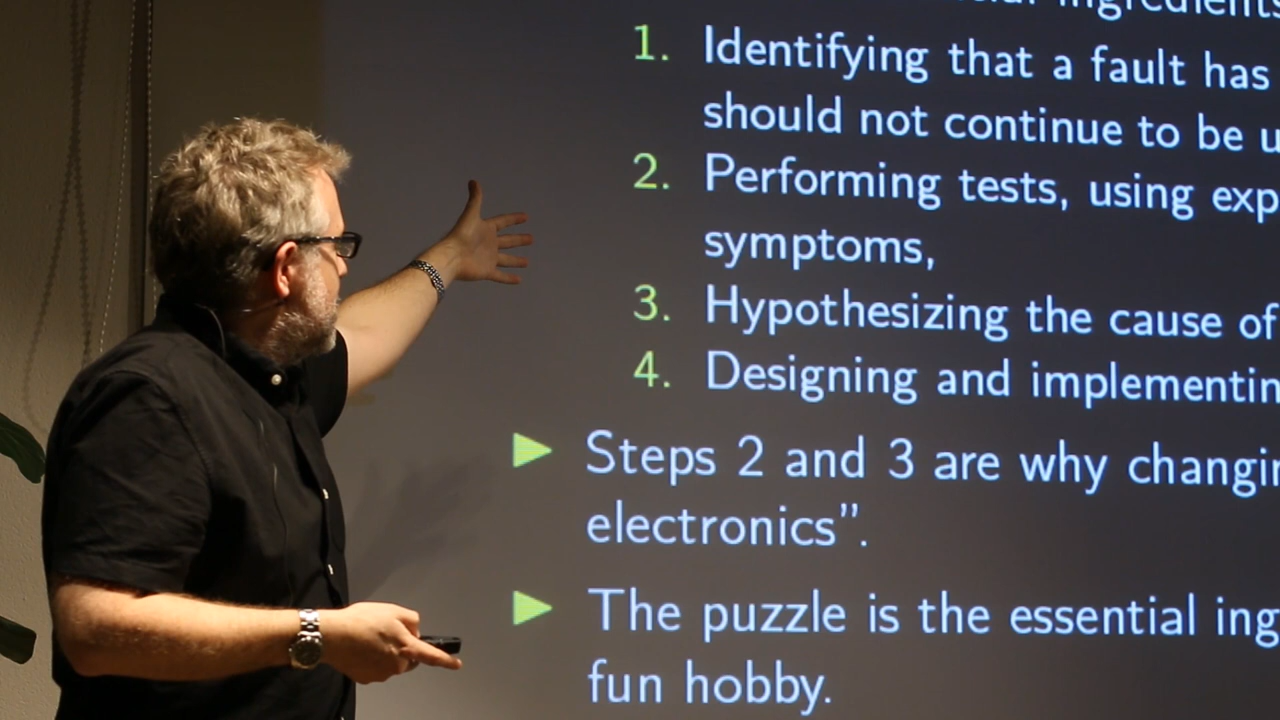 ingredients
1. Identifying that a fault has
should not continue to be u
2. Performing tests, using exp
symptoms,
3. Hypothesizing the cause of
4. Designing and implementin
▶ Steps 2 and 3 are why changin
electronics”.
▶ The puzzle is the essential ing
fun hobby.